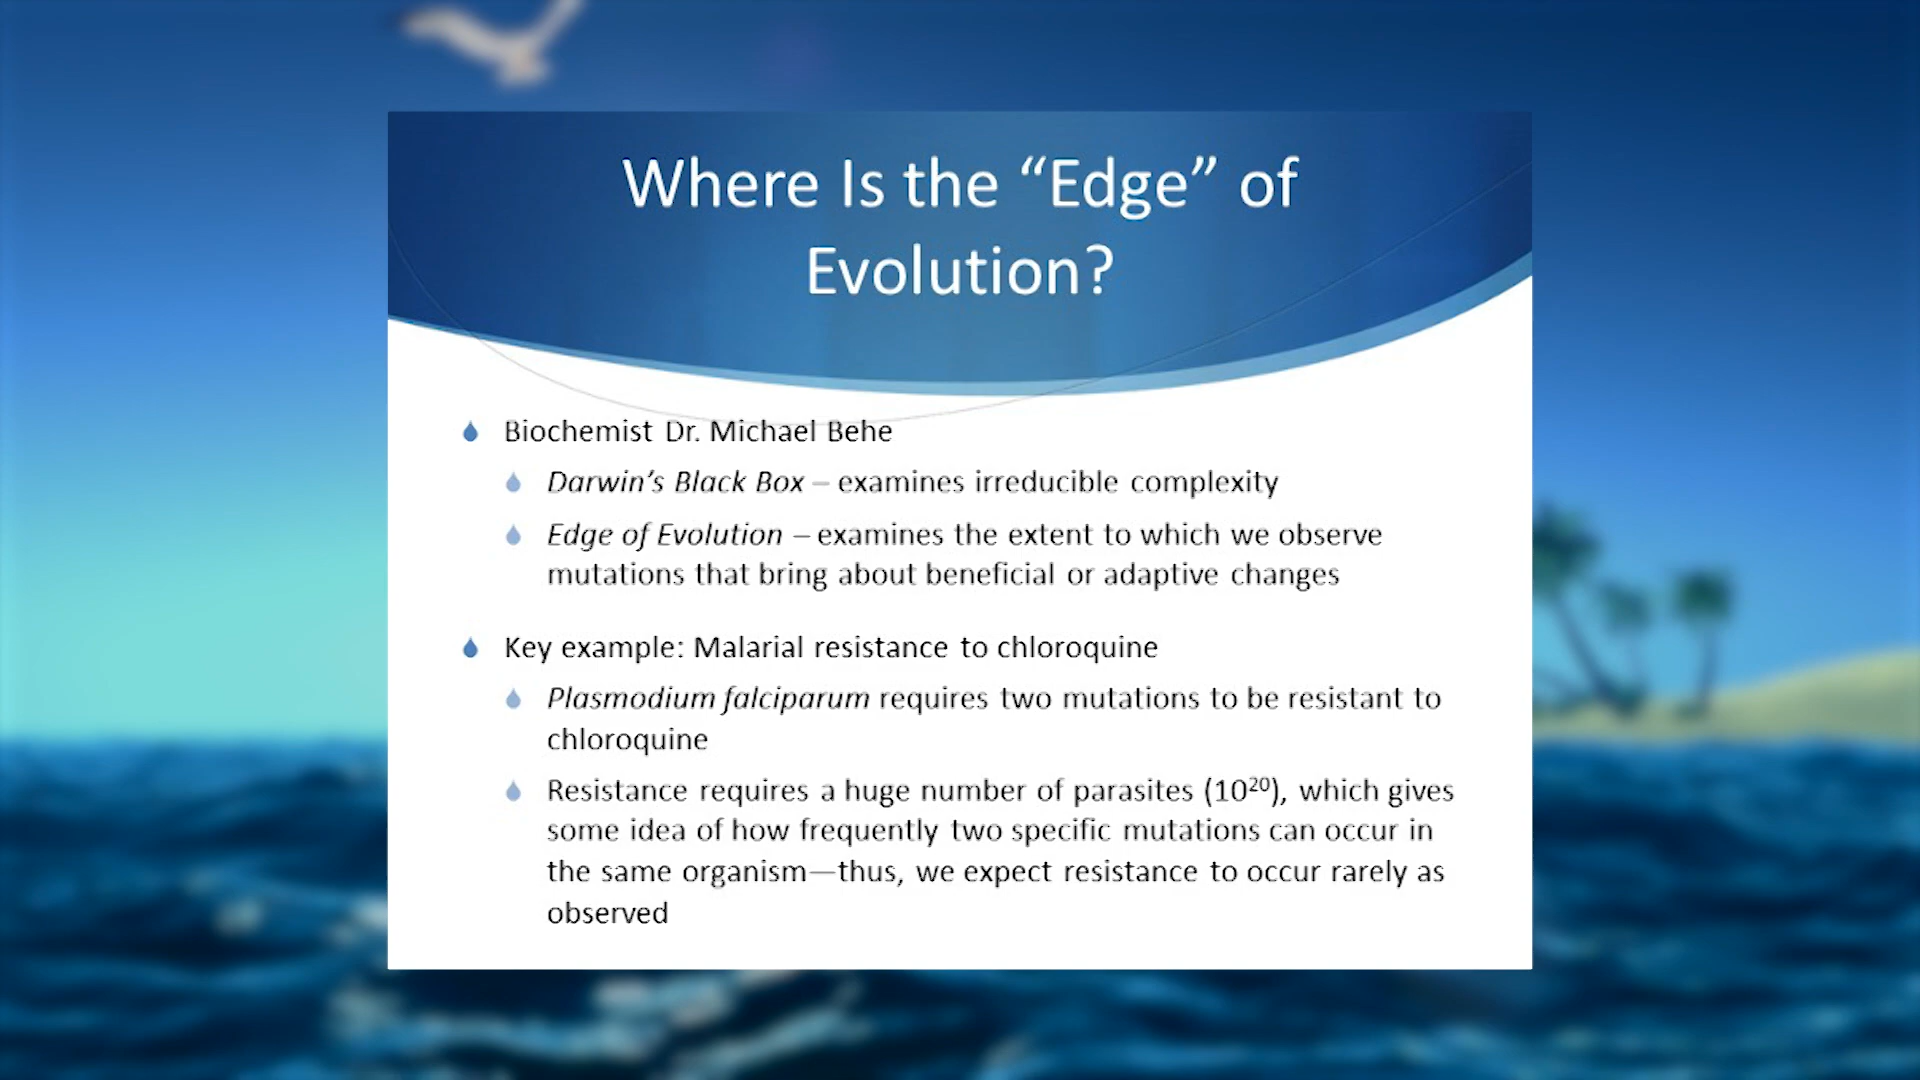 Where Is the “Edge” of
Evolution?
Biochemist Dr. Michael Behe
Darwin’s Black Box – examines irreducible complexity
Edge of Evolution – examines the extent to which we observe
mutations that bring about beneficial or adaptive changes
Key example: Malarial resistance to chloroquine
Plasmodium falciparum requires two mutations to be resistant to
chloroquine
Resistance requires a huge number of parasites (10²⁰), which gives
some idea of how frequently two specific mutations can occur in
the same organism—thus, we expect resistance to occur rarely as
observed